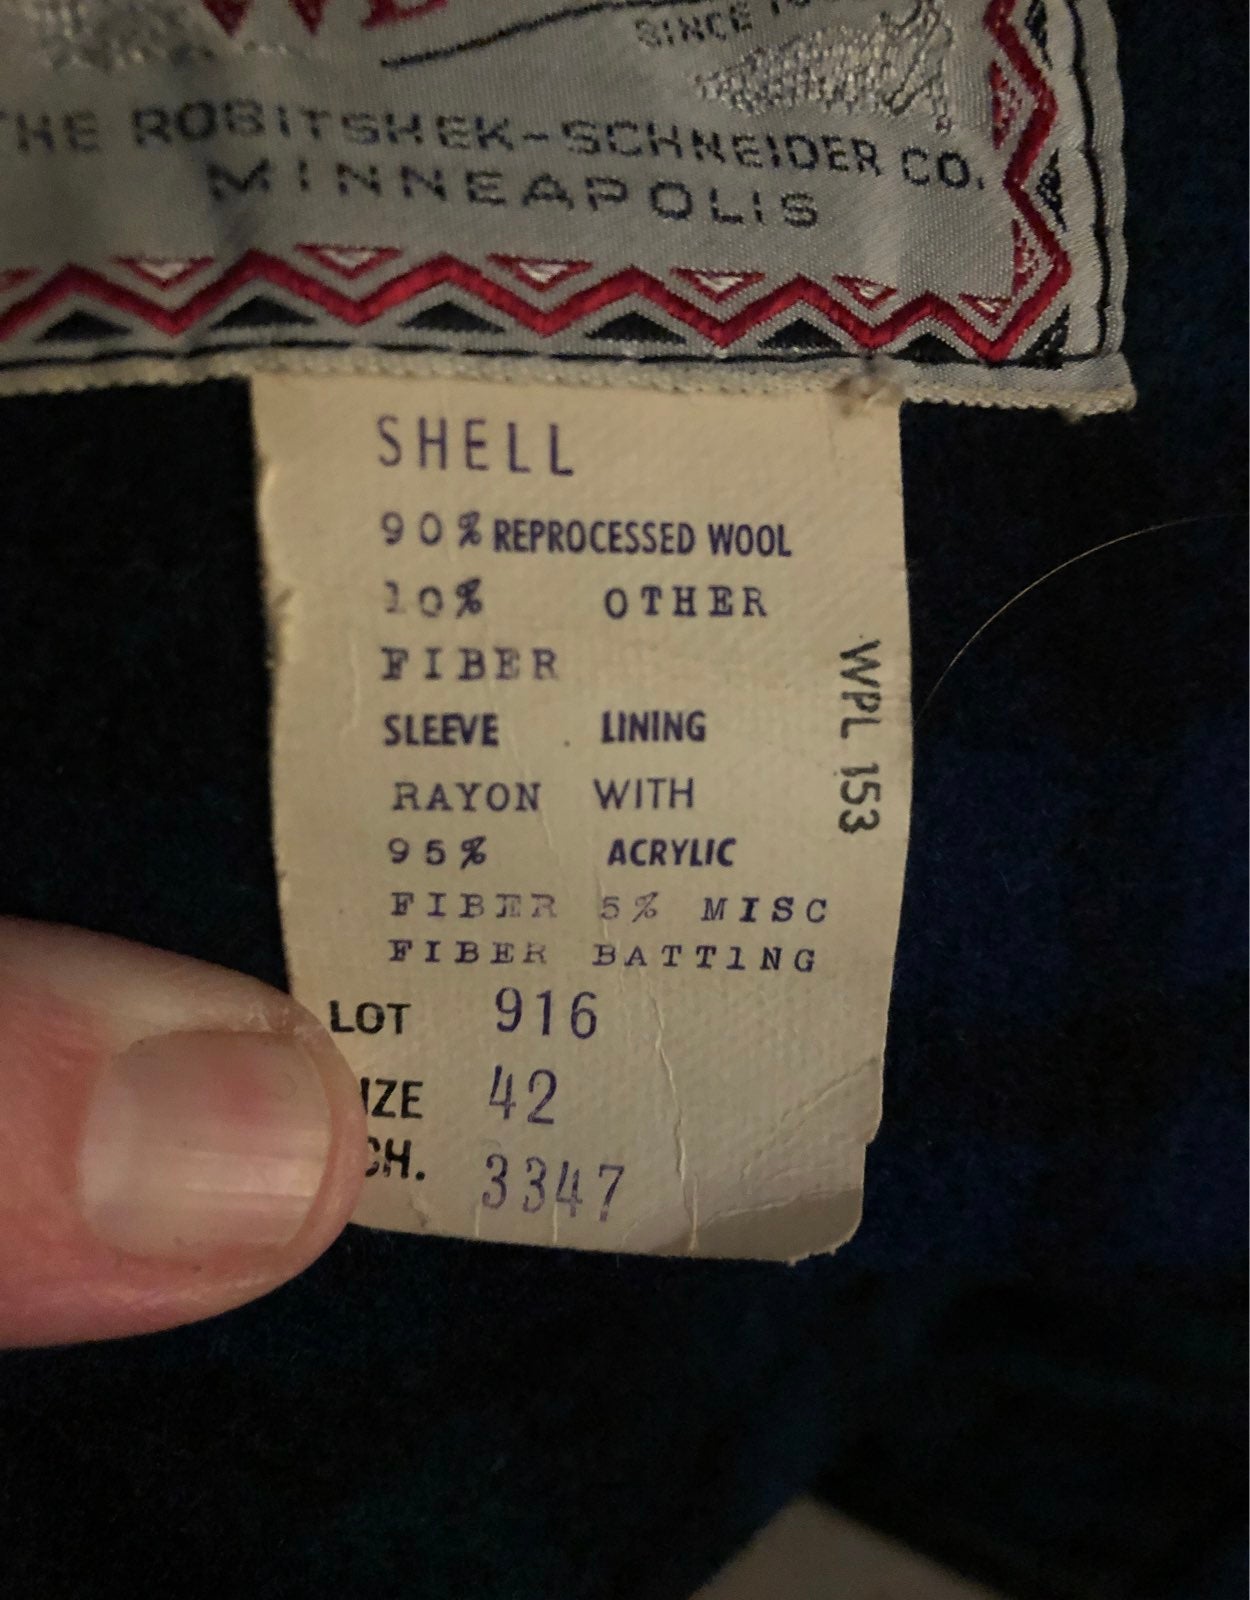 SINCE
THE ROBITSHEK-SCHNEIDER CO.
MINNEAPOLIS
SHELL
90% REPROCESSED WOOL
10% OTHER
FIBER
SLEEVE LINING
RAYON WITH
95% ACRYLIC
FIBER 5% MISC
FIBER BATT1NG
LOT 916
IZE 42
CH. 3347
WPL 153